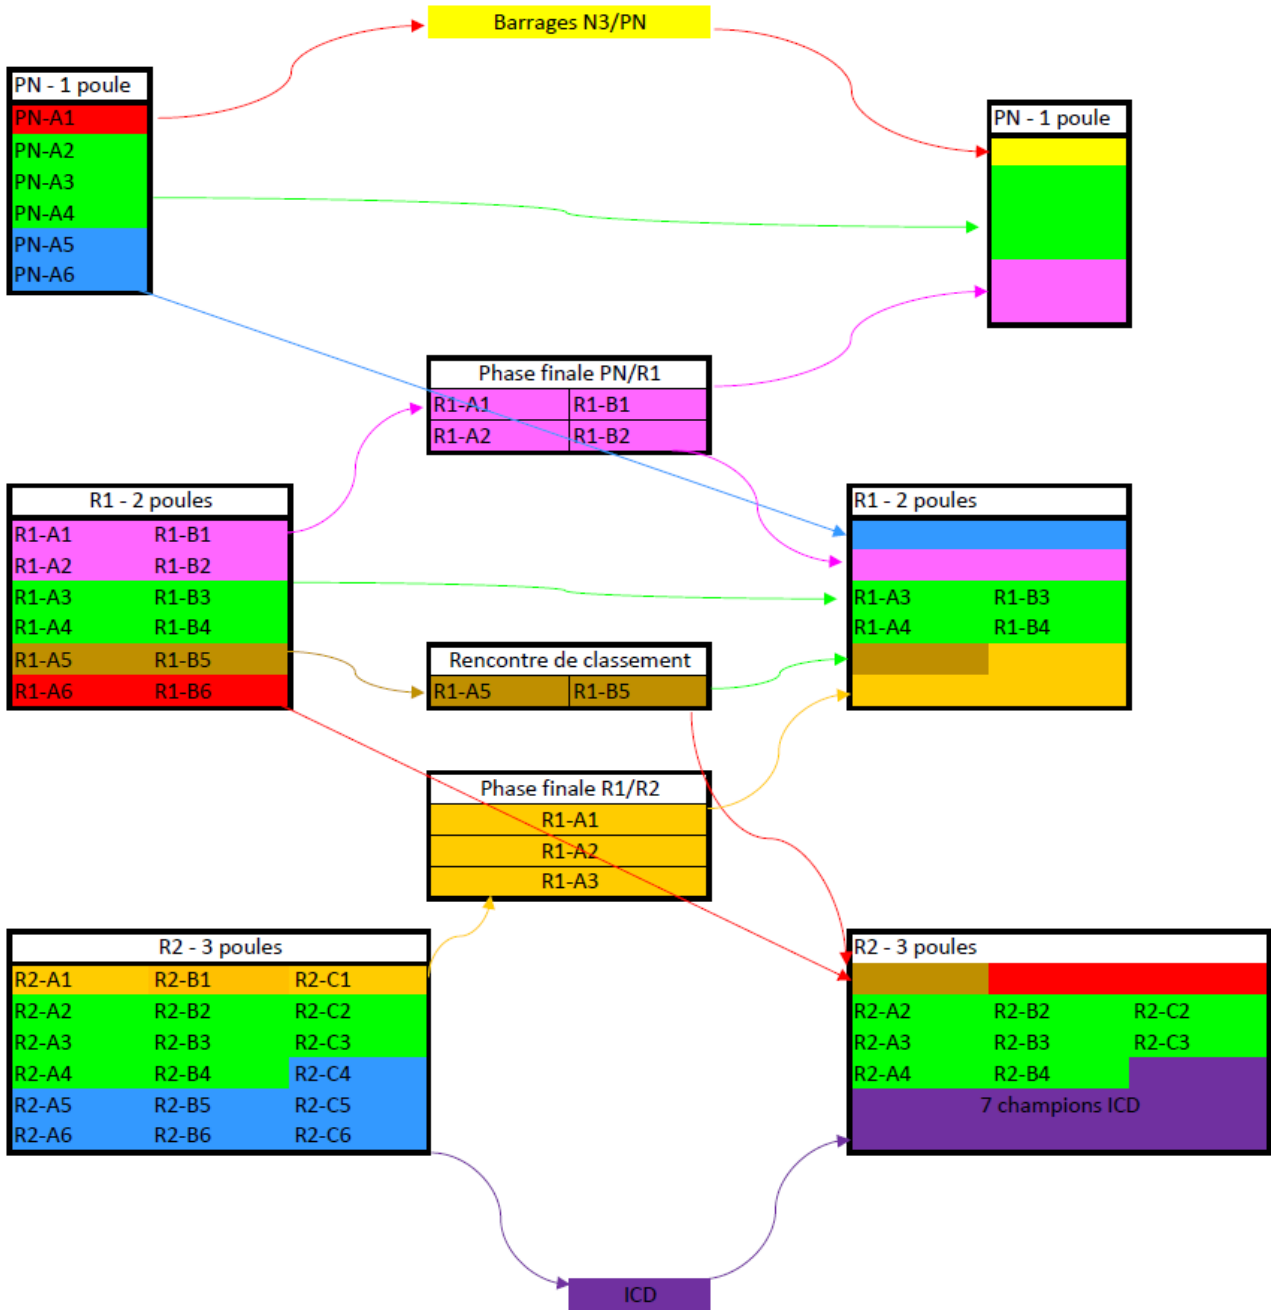 Barrages N3/PN
PN - 1 poule
PN-A1
PN-A2
PN-A3
PN-A4
PN-A5
PN-A6
PN - 1 poule
Phase finale PN/R1
R1-A1 R1-B1
R1-A2 R1-B2
R1 - 2 poules
R1-A1 R1-B1
R1-A2 R1-B2
R1-A3 R1-B3
R1-A4 R1-B4
R1-A5 R1-B5
R1-A6 R1-B6
R1 - 2 poules
R1-A3 R1-B3
R1-A4 R1-B4
Rencontre de classement
R1-A5 R1-B5
Phase finale R1/R2
R1-A1
R1-A2
R1-A3
R2 - 3 poules
R2-A1 R2-B1 R2-C1
R2-A2 R2-B2 R2-C2
R2-A3 R2-B3 R2-C3
R2-A4 R2-B4 R2-C4
R2-A5 R2-B5 R2-C5
R2-A6 R2-B6 R2-C6
R2 - 3 poules
R2-A2 R2-B2 R2-C2
R2-A3 R2-B3 R2-C3
R2-A4 R2-B4
7 champions ICD
ICD